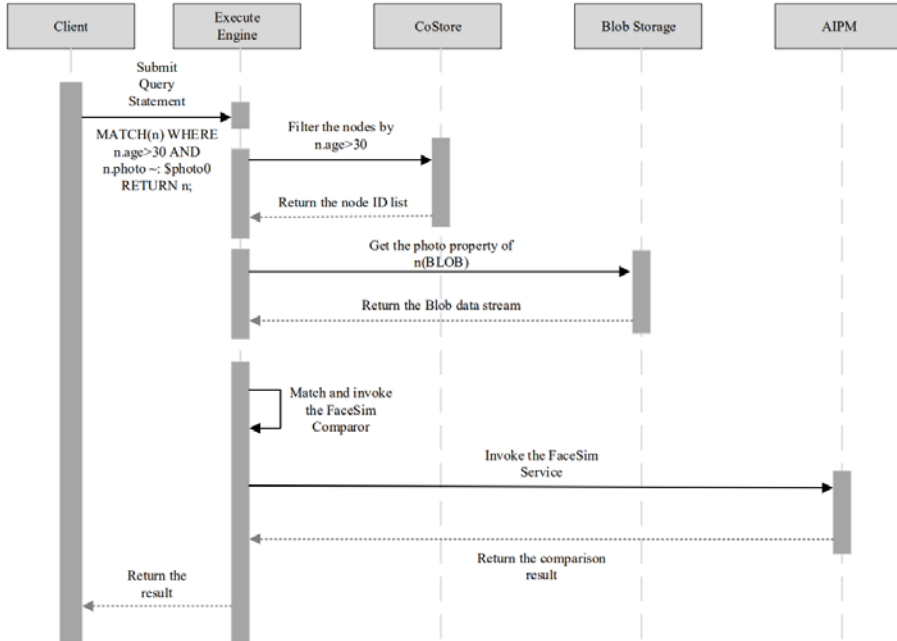 Client
Execute
Engine
CoStore
Blob Storage
AIPM
Submit
Query
Statement
MATCH(n) WHERE
n.age>30 AND
n.photo ~: $photo0
RETURN n;
Filter the nodes by
n.age>30
Return the node ID list
Get the photo property of
n(BLOB)
Return the Blob data stream
Match and invoke
the FaceSim
Comparor
Invoke the FaceSim
Service
Return the comparison
result
Return the
result